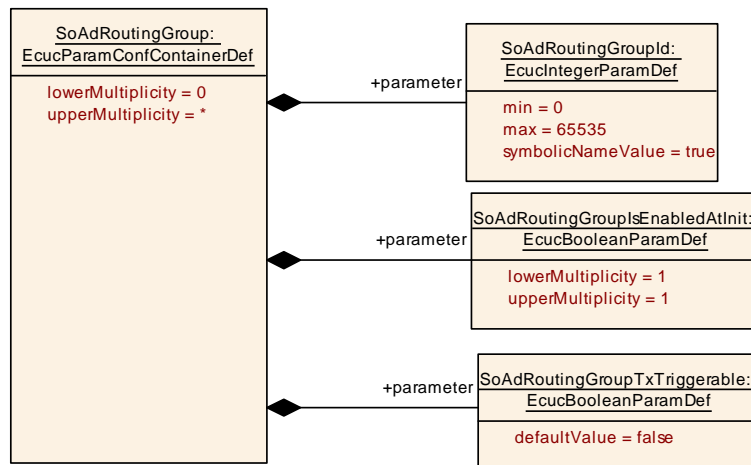 SoAdRoutingGroup:
EcucParamConfContainerDef
lowerMultiplicity = 0
upperMultiplicity = *
+parameter
SoAdRoutingGroupId:
EcucIntegerParamDef
min = 0
max = 65535
symbolicNameValue = true
+parameter
SoAdRoutingGroupIsEnabledAtInit:
EcucBooleanParamDef
lowerMultiplicity = 1
upperMultiplicity = 1
+parameter
SoAdRoutingGroupTxTriggerable:
EcucBooleanParamDef
defaultValue = false